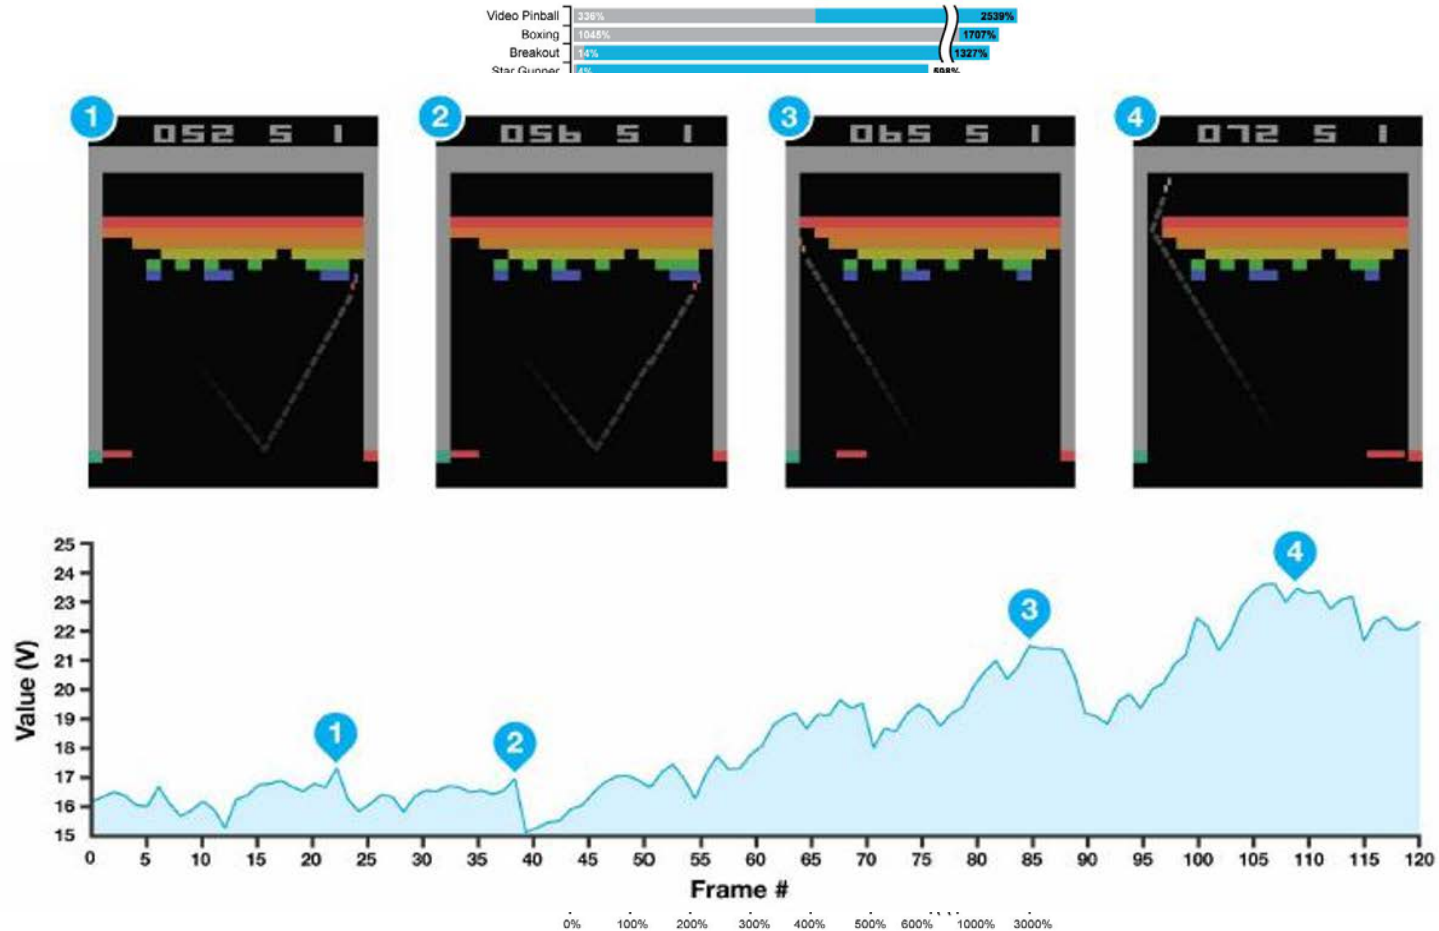 Video Pinball 336% 2539%
Boxing 1045% 1707%
Breakout 14% 1327%
Star Gunner 4% 598%
1 2 3 4
052 5 1
056 5 1
065 5 1
072 5 1
4
3
1
2
25
24
23
22
21
20
19
18
17
16
15
Value (V)
0 5 10 15 20 25 30 35 40 45 50 55 60 65 70 75 80 85 90 95 100 105 110 115 120
Frame #
0% 100% 200% 300% 400% 500% 600% 1000% 3000%